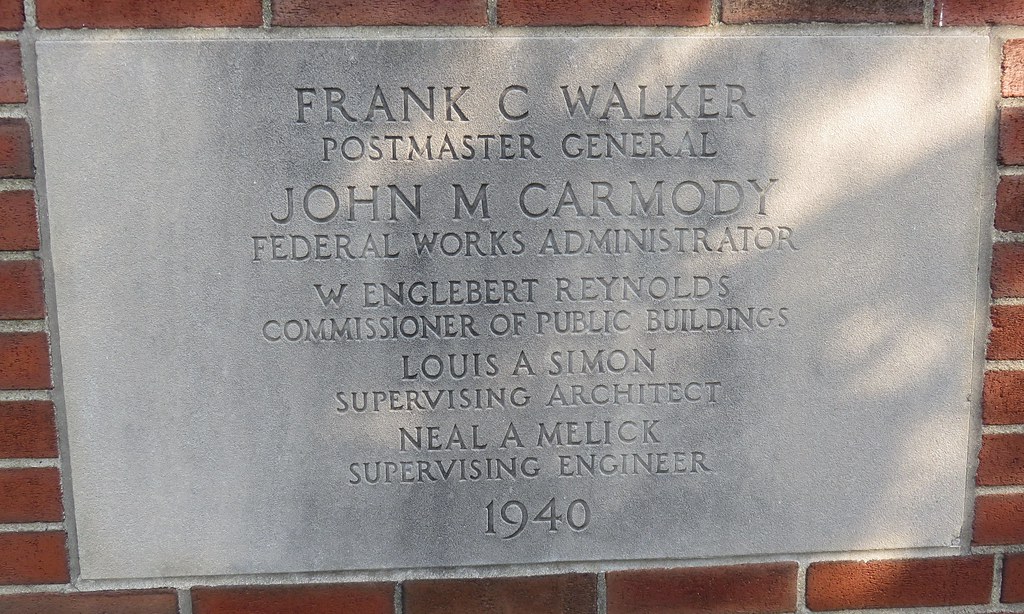 FRANK C WALKER
POSTMASTER GENERAL
JOHN M CARMODY
FEDERAL WORKS ADMINISTRATOR
W ENGLEBERT REYNOLDS
COMMISSIONER OF PUBLIC BUILDINGS
LOUIS A SIMON
SUPERVISING ARCHITECT
NEAL A MELICK
SUPERVISING ENGINEER
1940